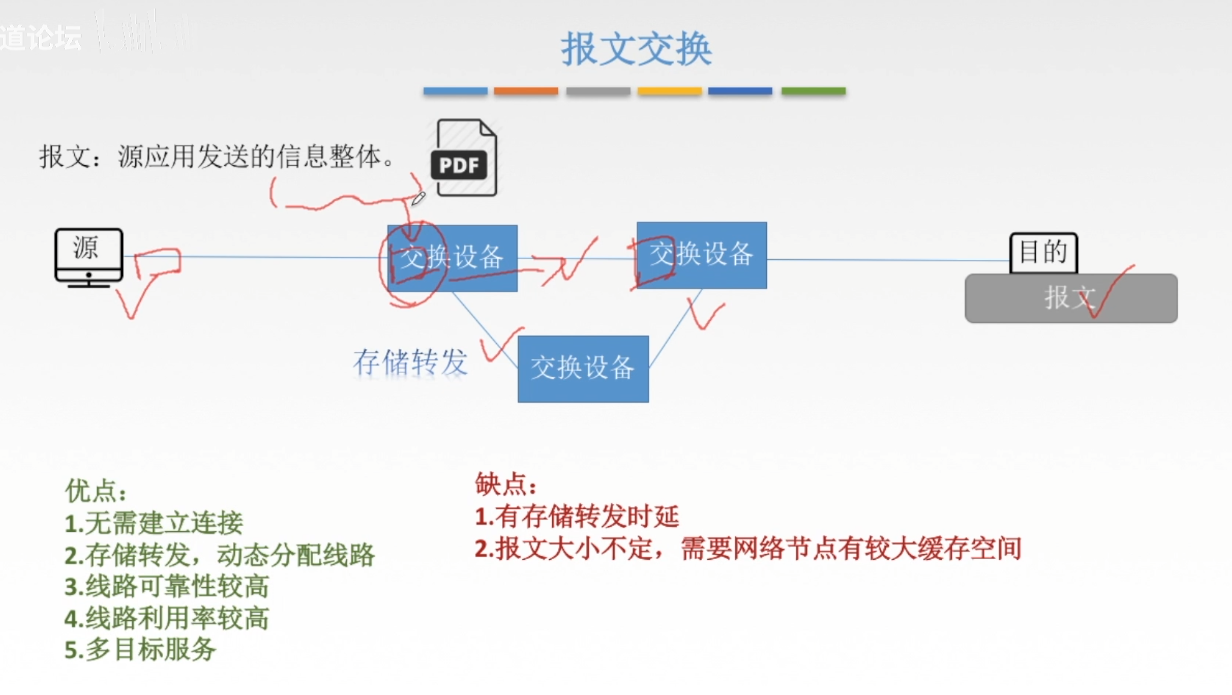 道论坛
报文交换
报文：源应用发送的信息整体。
PDF
源
交换设备
交换设备
目的
报文
存储转发
交换设备
优点：
1.无需建立连接
2.存储转发，动态分配线路
3.线路可靠性较高
4.线路利用率较高
5.多目标服务
缺点：
1.有存储转发时延
2.报文大小不定，需要网络节点有较大缓存空间